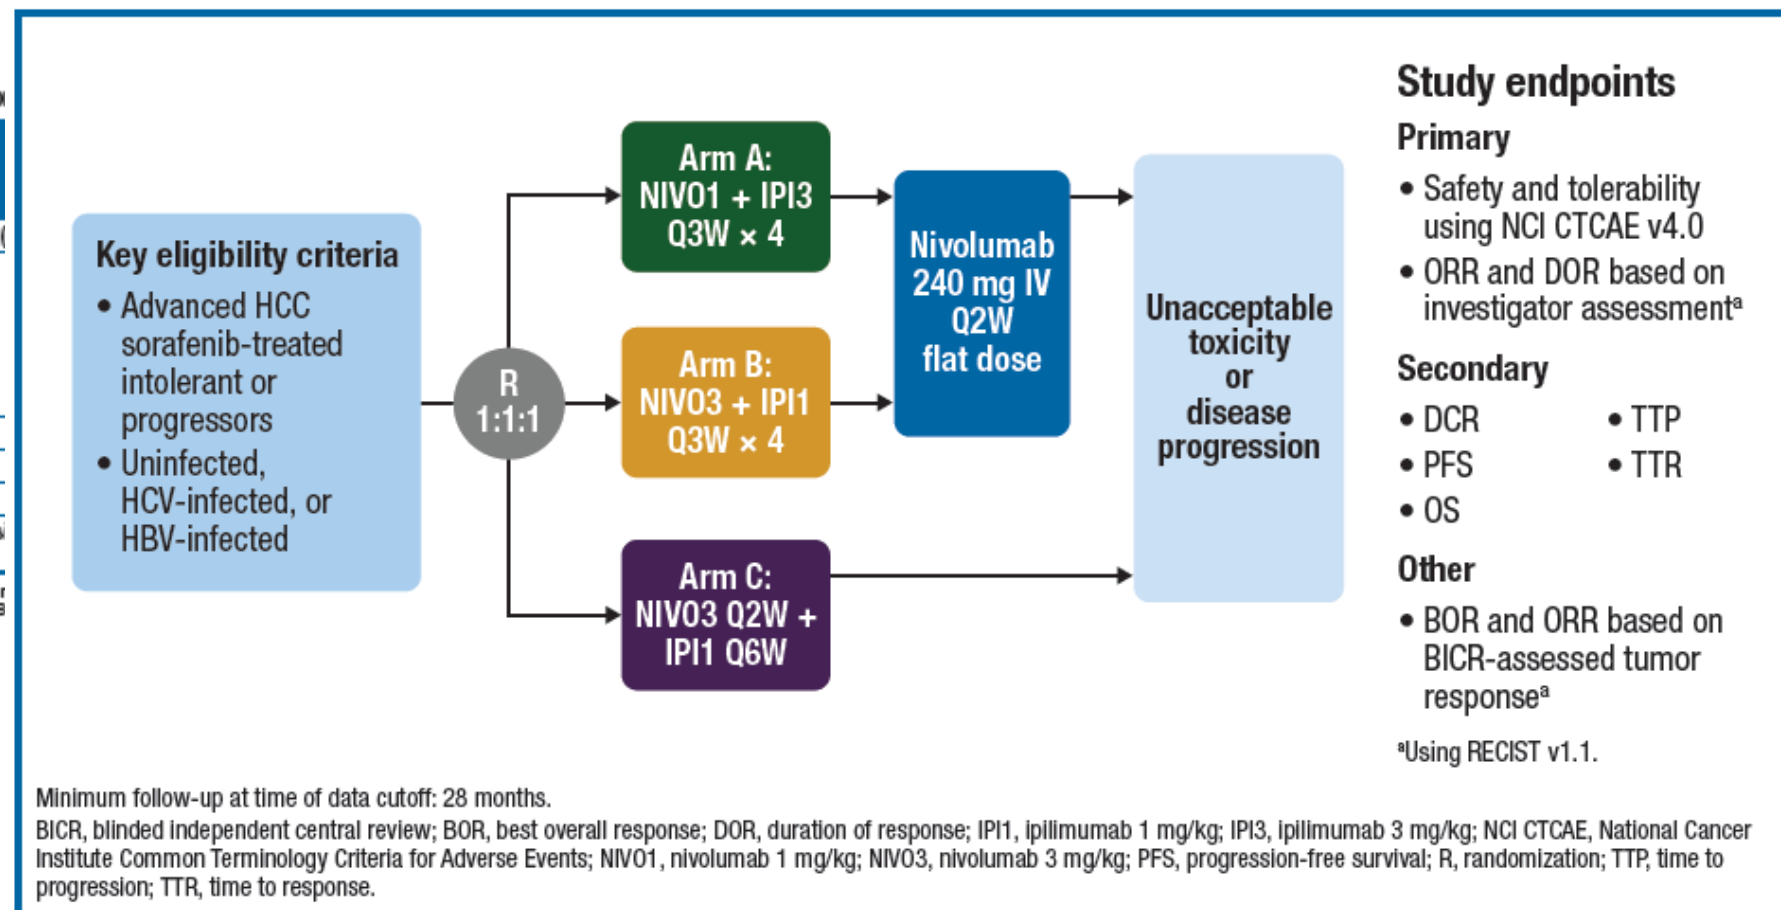 Key eligibility criteria
• Advanced HCC
sorafenib-treated
intolerant or
progressors
• Uninfected,
HCV-infected, or
HBV-infected
R
1:1:1
Arm A:
NIVO1 + IPI3
Q3W × 4
Arm B:
NIVO3 + IPI1
Q3W × 4
Arm C:
NIVO3 Q2W +
IPI1 Q6W
Nivolumab
240 mg IV
Q2W
flat dose
Unacceptable
toxicity
or
disease
progression
Study endpoints
Primary
• Safety and tolerability
using NCI CTCAE v4.0
• ORR and DOR based on
investigator assessmentᵃ
Secondary
• DCR
• PFS
• OS
• TTP
• TTR
Other
• BOR and ORR based on
BICR-assessed tumor
responseᵃ
ᵃUsing RECIST v1.1.
Minimum follow-up at time of data cutoff: 28 months.
BICR, blinded independent central review; BOR, best overall response; DOR, duration of response; IPI1, ipilimumab 1 mg/kg; IPI3, ipilimumab 3 mg/kg; NCI CTCAE, National Cancer
Institute Common Terminology Criteria for Adverse Events; NIVO1, nivolumab 1 mg/kg; NIVO3, nivolumab 3 mg/kg; PFS, progression-free survival; R, randomization; TTP, time to
progression; TTR, time to response.